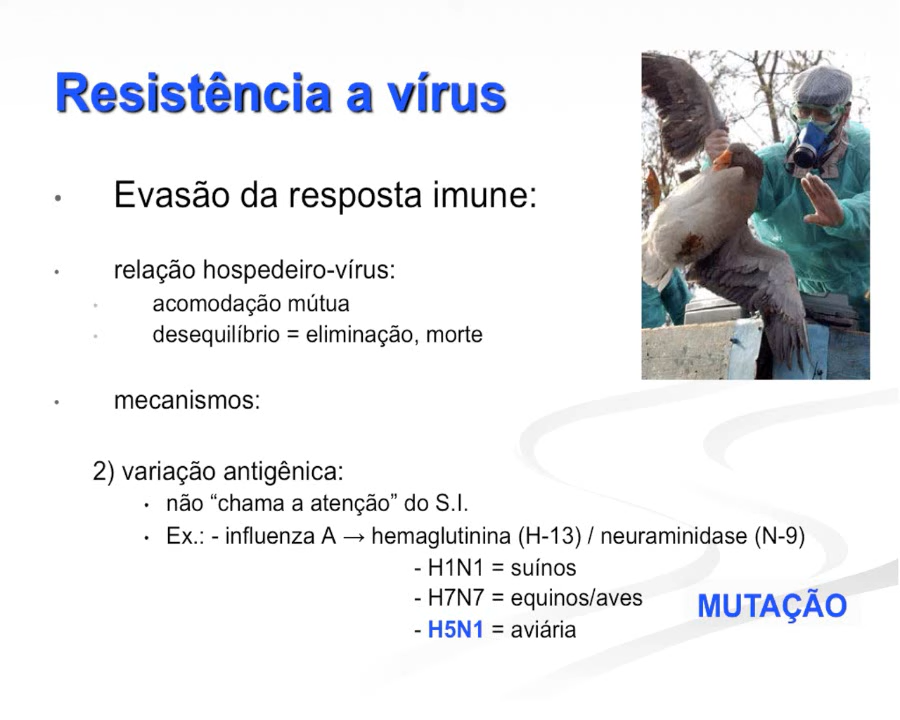 Resistência a vírus
• Evasão da resposta imune:
• relação hospedeiro-vírus:
• acomodação mútua
• desequilíbrio = eliminação, morte
• mecanismos:
2) variação antigênica:
• não “chama a atenção” do S.I.
• Ex.: - influenza A → hemaglutinina (H-13) / neuraminidase (N-9)
- H1N1 = suínos
- H7N7 = equinos/aves
MUTAÇÃO
- H5N1 = aviária